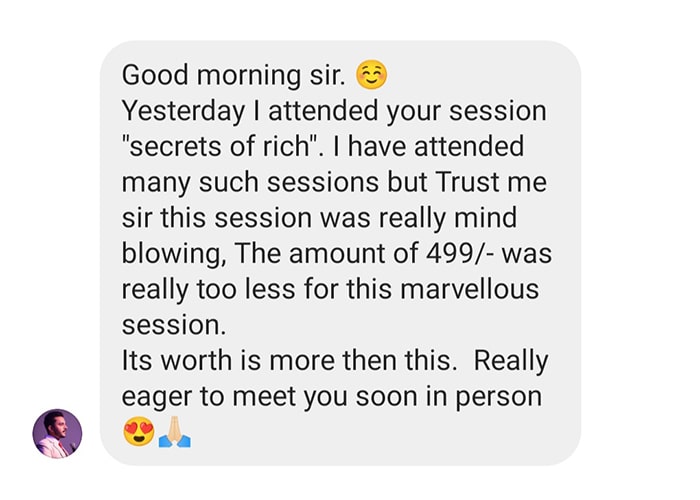 Good morning sir. ☺️
Yesterday I attended your session
"secrets of rich". I have attended
many such sessions but Trust me
sir this session was really mind
blowing, The amount of 499/- was
really too less for this marvellous
session.
Its worth is more then this.  Really
eager to meet you soon in person
😍🙏🏼